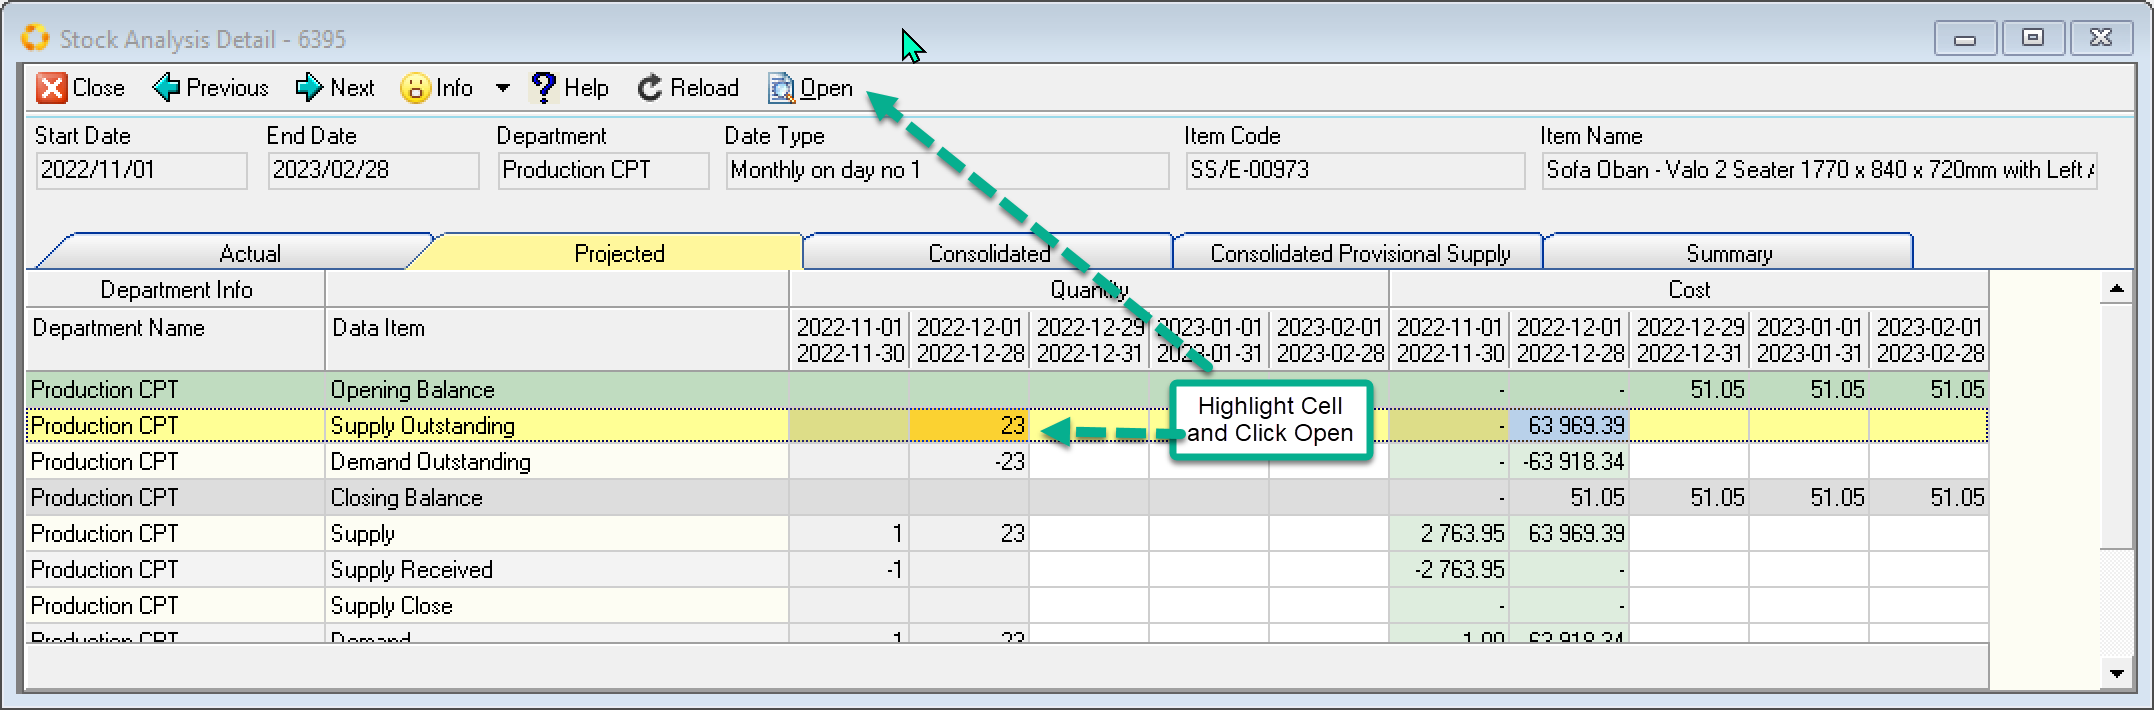 Stock Analysis Detail - 6395
Close Previous Next Info Help Reload Open
Start Date End Date Department Date Type Item Code Item Name
2022/11/01 2023/02/28 Production CPT Monthly on day no 1 SS/E-00973 Sofa Oban - Valo 2 Seater 1770 x 840 x 720mm with Left
Actual Projected Consolidated Consolidated Provisional Supply Summary
Department Info Quantity Cost
Department Name Data Item 2022-11-01 2022-12-01 2022-12-29 2023-01-01 2023-02-01 2022-11-01 2022-12-01 2022-12-29 2023-01-01 2023-02-01
2022-11-30 2022-12-28 2022-12-31 2023-01-31 2023-02-28 2022-11-30 2022-12-28 2022-12-31 2023-01-31 2023-02-28
Production CPT Opening Balance - - 51.05 51.05 51.05
Highlight Cell
and Click Open
Production CPT Supply Outstanding 23 - 63 969.39
Production CPT Demand Outstanding -23 - -63 918.34
Production CPT Closing Balance - 51.05 51.05 51.05 51.05
Production CPT Supply 1 23 2 763.95 63 969.39
Production CPT Supply Received -1 -2 763.95 -
Production CPT Supply Close - -
Production CPT Demand 1 23 1.00 63 918.34